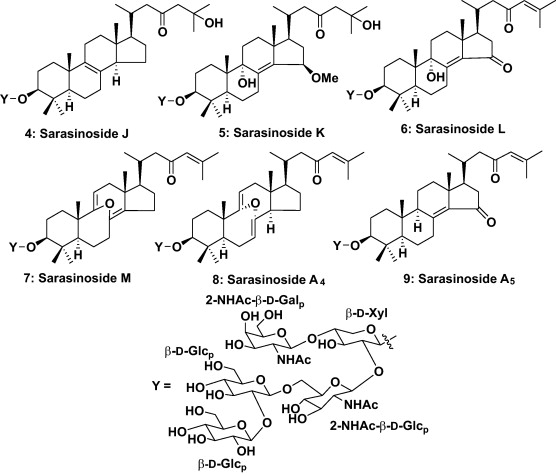 O OH
O OH
O
H
H
Y–O
H
OH
OMe
Y–O
H
OH
O
Y–O
H
4: Sarasinoside J
5: Sarasinoside K
6: Sarasinoside L
O
O
O
O
O
H
H
O
Y–O
H
Y–O
H
Y–O
H
7: Sarasinoside M
8: Sarasinoside A4
9: Sarasinoside A5
2-NHAc-β-D-Galp
OH OH
β-D-Xyl
HO O O O
NHAc HO
β-D-Glcp
HO
O
Y = HO O O O
HO HO NHAc
HO
HO O O
HO HO OH
2-NHAc-β-D-Glcp
β-D-Glcp